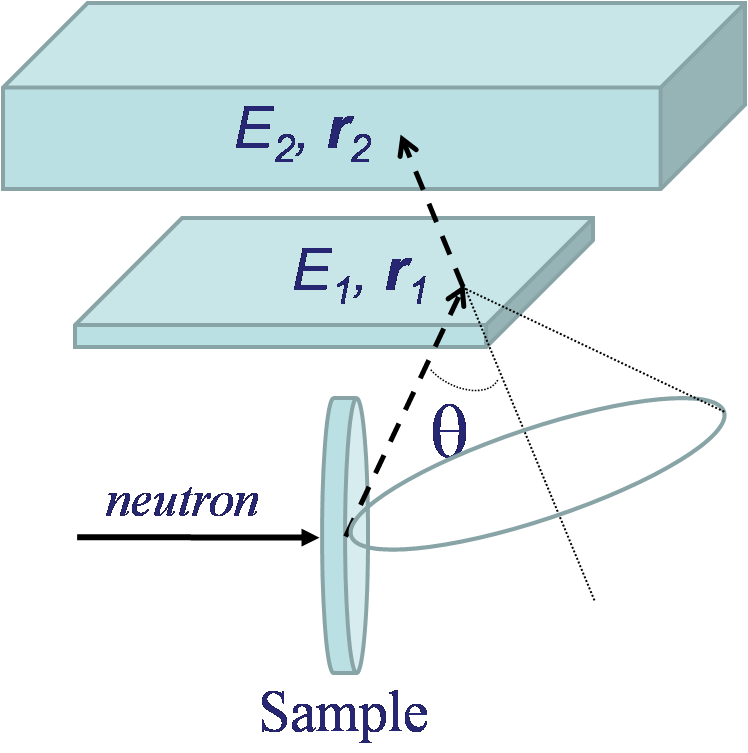 E₂, r₂
E₁, r₁
θ
neutron
Sample